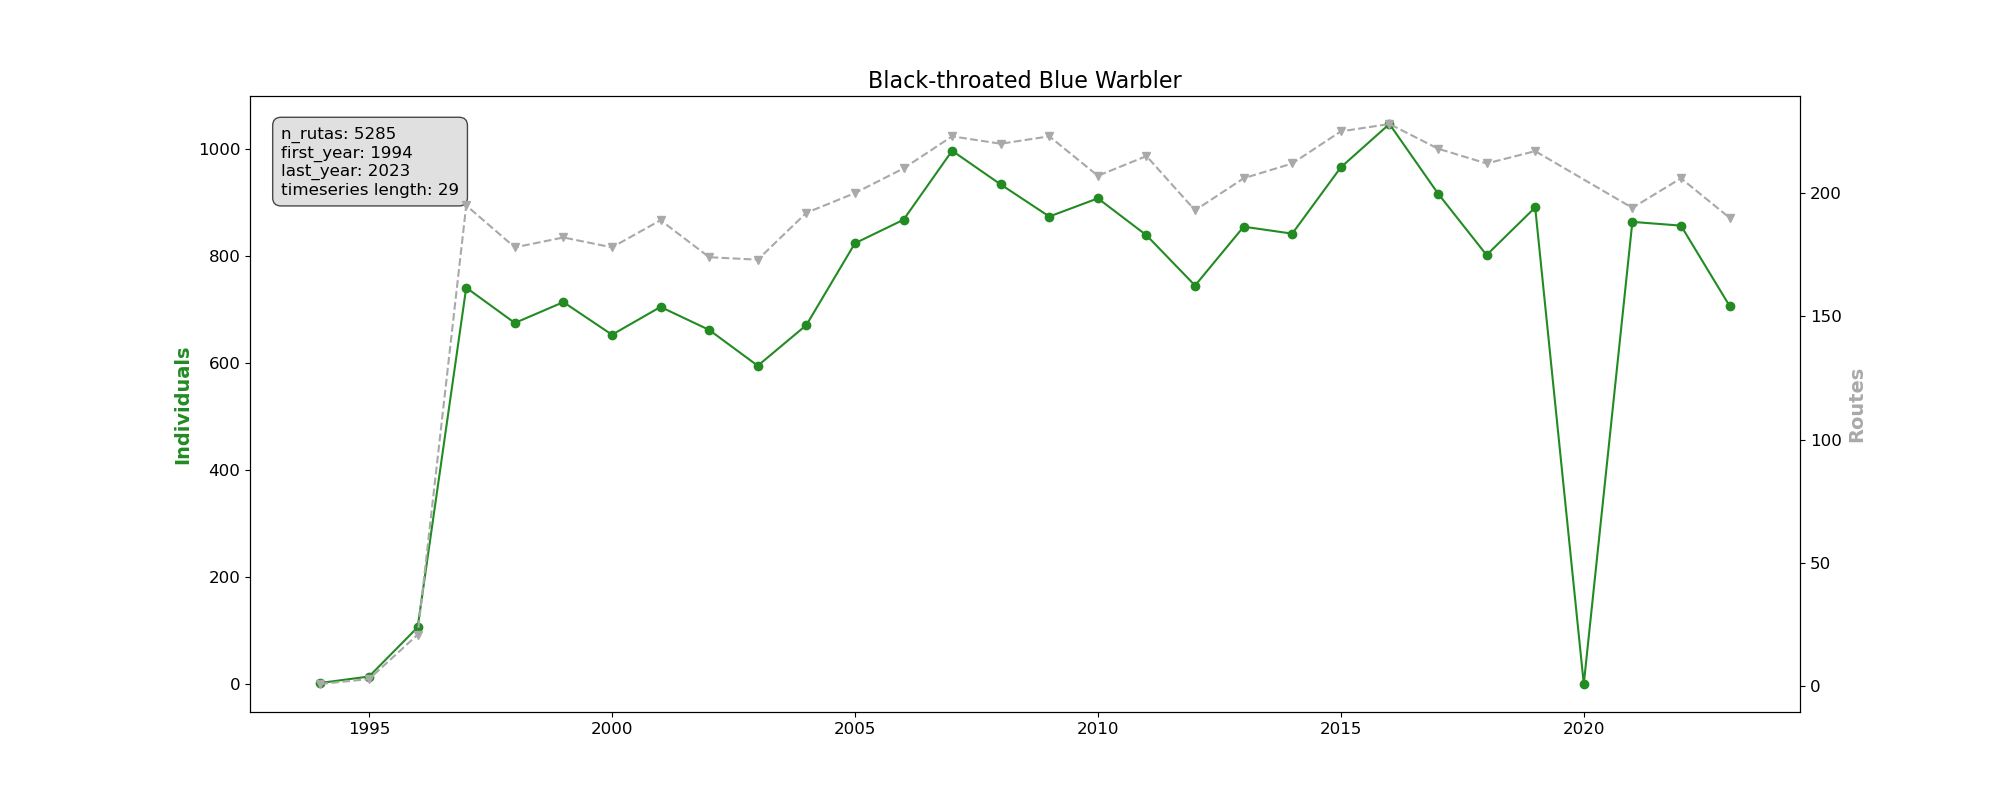 Black-throated Blue Warbler
n_rutas: 5285
first_year: 1994
last_year: 2023
timeseries length: 29
Individuals
1000
800
600
400
200
0
200
150
100
50
0
Routes
1995 2000 2005 2010 2015 2020